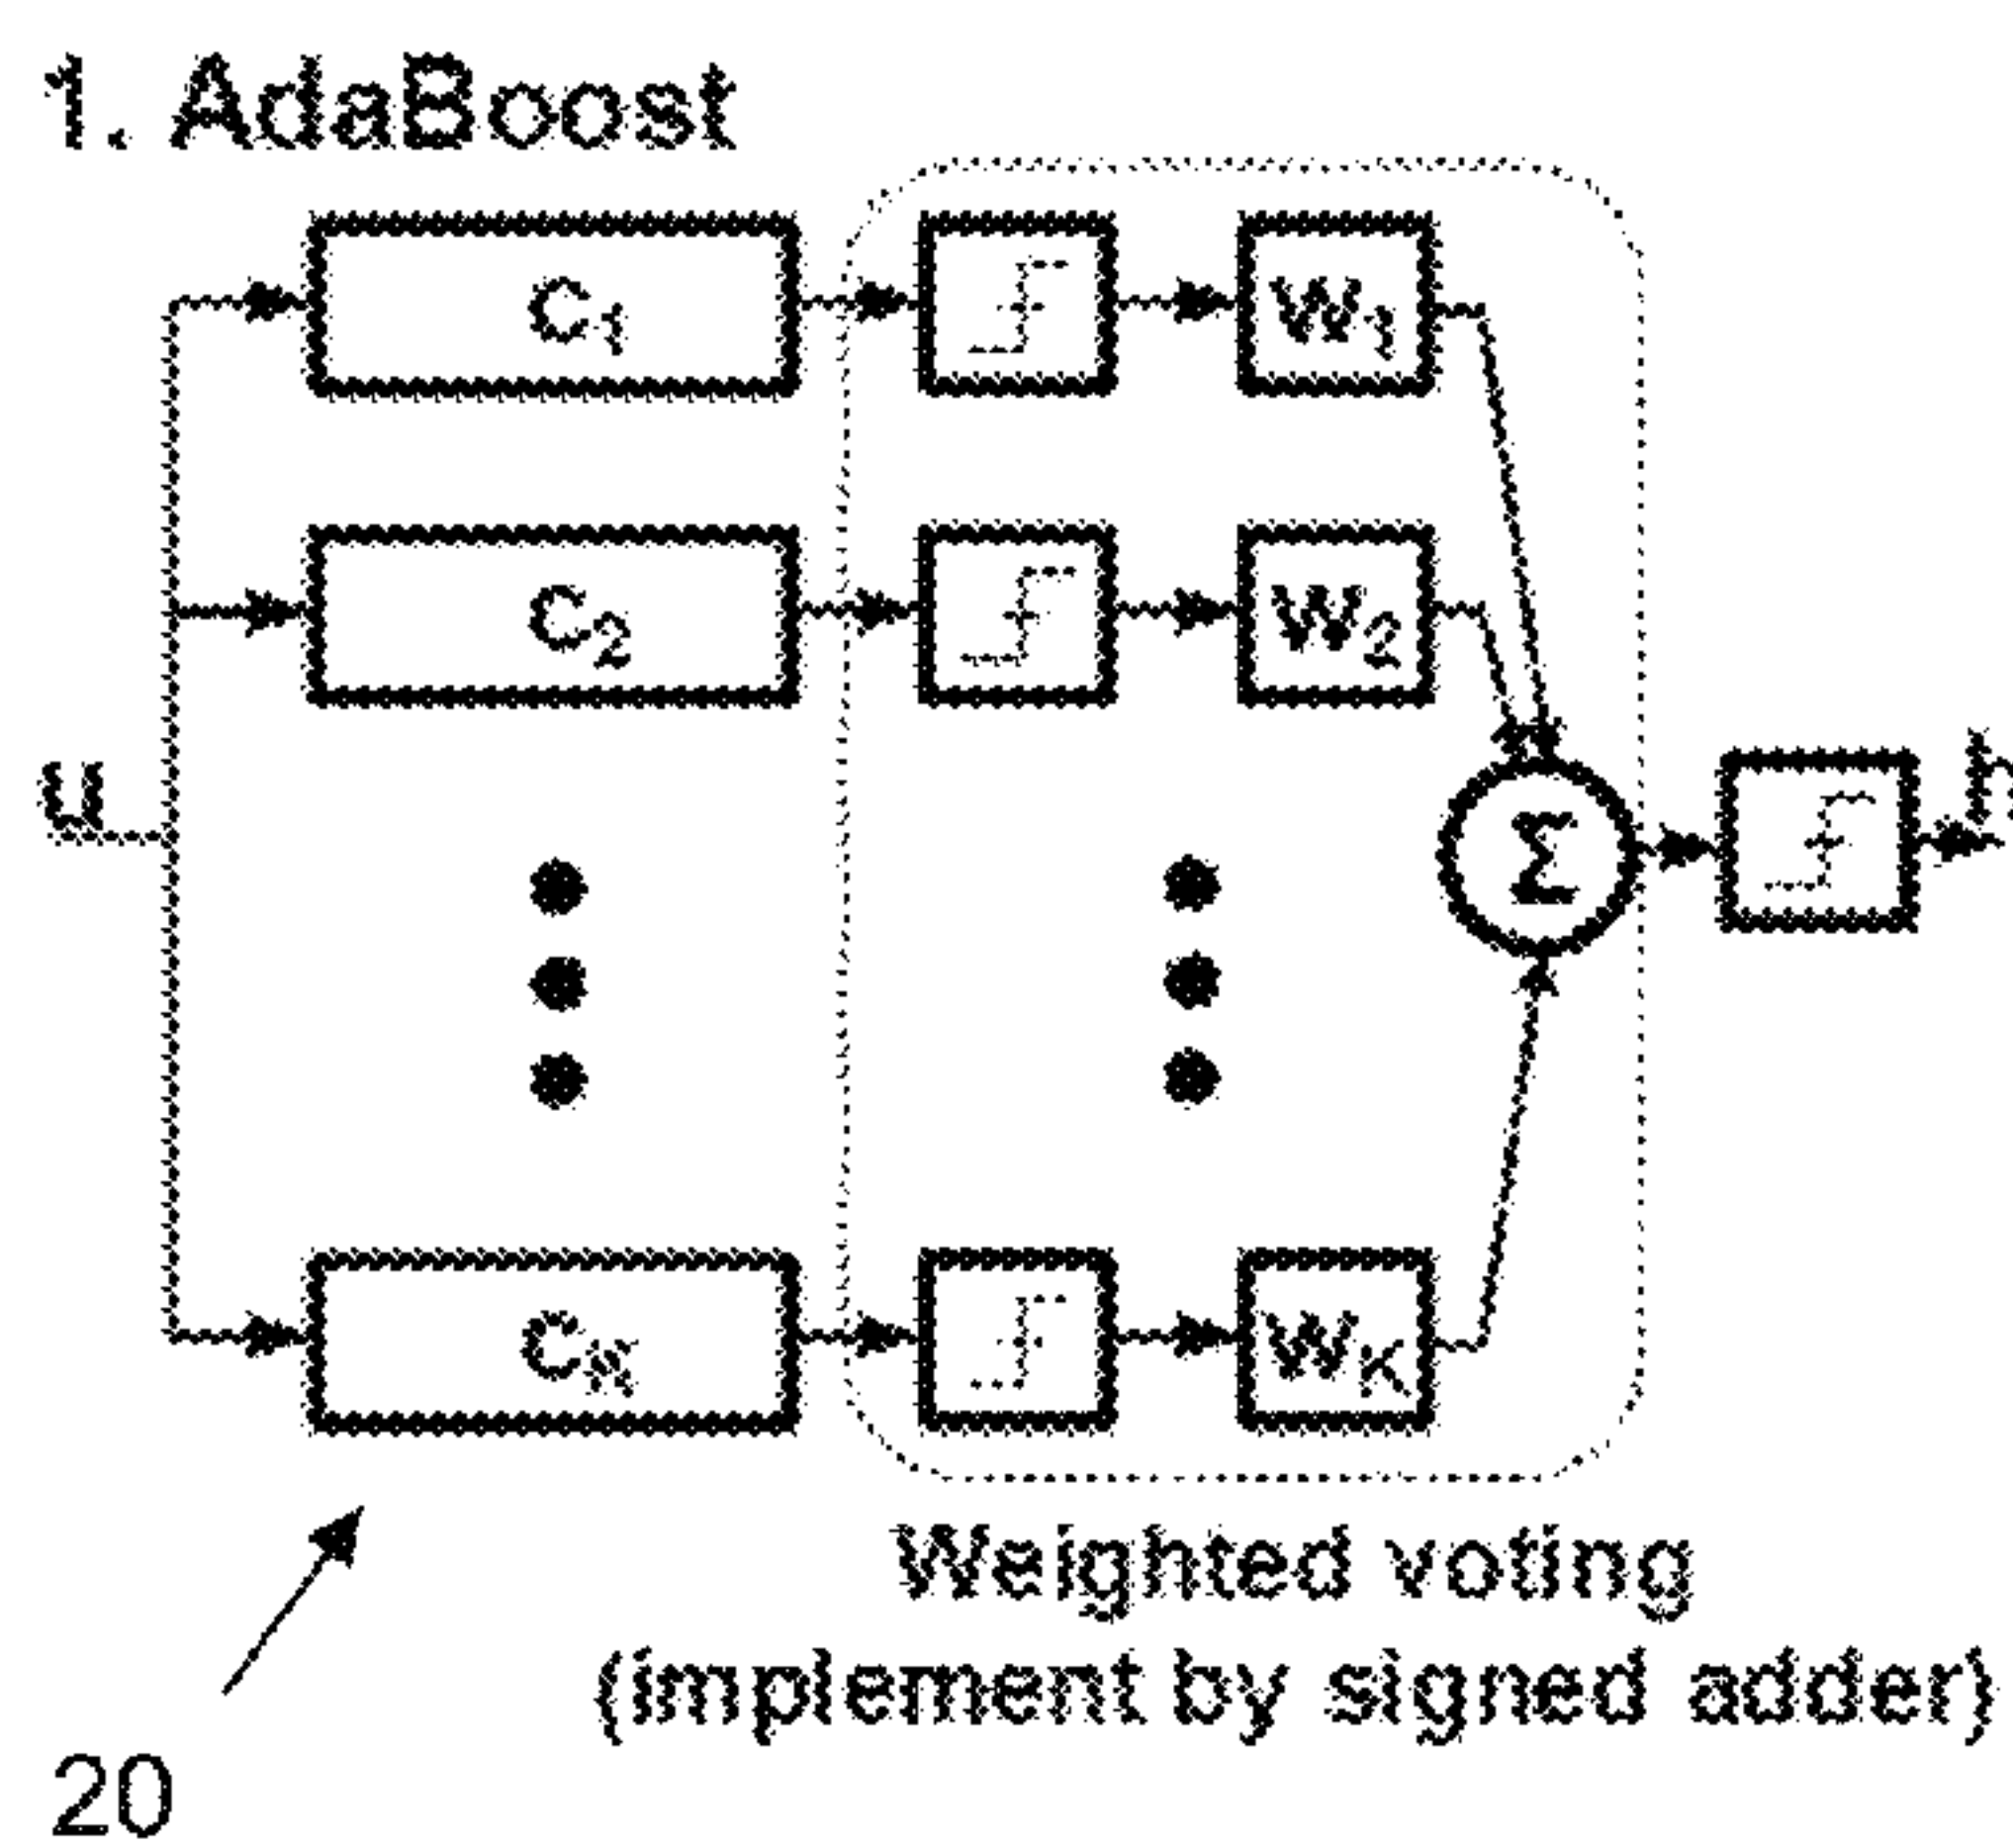 1. AdaBoost
C1
W1
C2
W2
u
Σ
h
CK
WK
Weighted voting
(implement by signed adder)
20